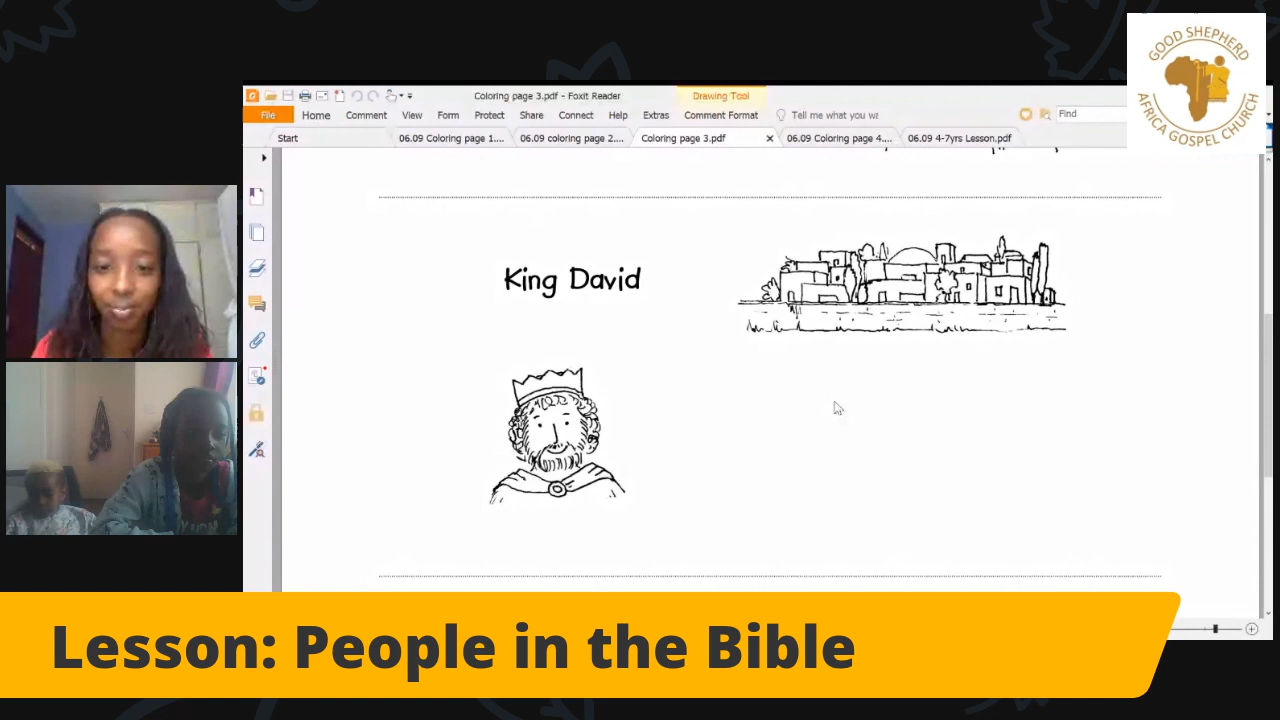 GOOD SHEPHERD
AFRICA GOSPEL CHURCH
Coloring page 3.pdf - Foxit Reader
Drawing Tool
File Home Comment View Form Protect Share Connect Help Extras Comment Format Tell me what you wa Find
Start 06.09 Coloring page 1.... 06.09 coloring page 2.... Coloring page 3.pdf 06.09 Coloring page 4.... 06.09 4-7yrs Lesson.pdf
King David
Lesson: People in the Bible